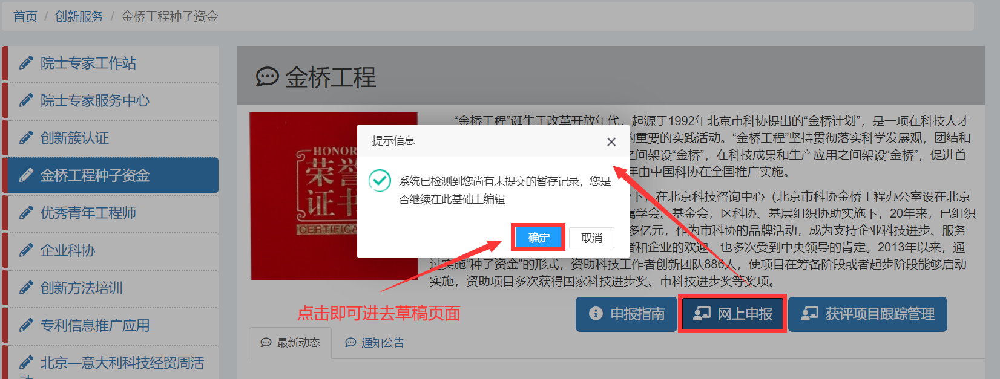 首页 / 创新服务 / 金桥工程种子资金
院士专家工作站
院士专家服务中心
创新簇认证
金桥工程种子资金
优秀青年工程师
企业科协
创新方法培训
专利信息推广应用
北京—意大利科技经贸周活
金桥工程
HONOR
荣誉
证书
CERTIFICA
“金桥工程”诞生于改革开放年代，起源于1992年北京市科协提出的“金桥计划”，是一项在科技人才
的重要的实践活动。“金桥工程”坚持贯彻落实科学发展观，团结和
之间架设“金桥”，在科技成果和生产应用之间架设“金桥”，促进首
年由中国科协在全国推广实施。
下，在北京科技咨询中心（北京市科协金桥工程办公室设在北京
属学会、基金会，区科协、基层组织协助实施下，20年来，已组织
多亿元，作为市科协的品牌活动，成为支持企业科技进步、服务
者和企业的欢迎，也多次受到中央领导的肯定。2013年以来，通
过实施“种子资金”的形式，资助科技工作者创新团队886人，使项目在筹备阶段或者起步阶段能够启动
实施，资助项目多次获得国家科技进步奖、市科技进步奖等奖项。
提示信息
系统已检测到您尚有未提交的暂存记录，您是
否继续在此基础上编辑
确定 取消
点击即可进去草稿页面
申报指南 网上申报 获评项目跟踪管理
最新动态 通知公告